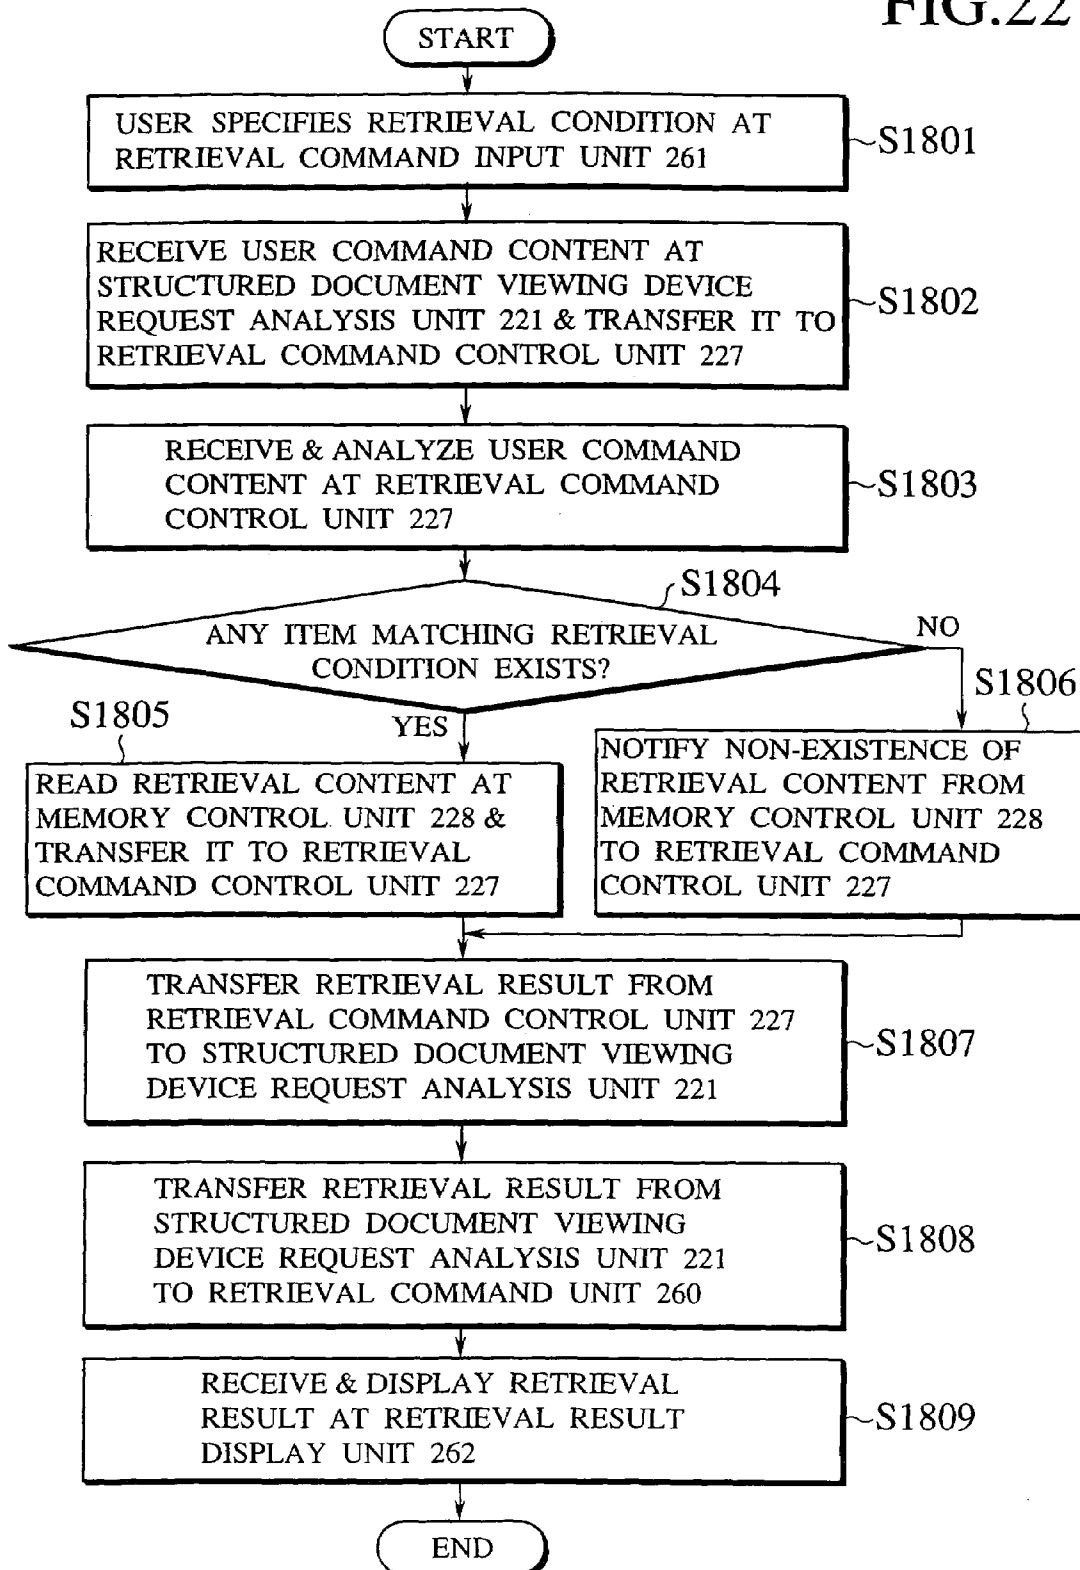 FIG.22
START
USER SPECIFIES RETRIEVAL CONDITION AT
RETRIEVAL COMMAND INPUT UNIT 261
S1801
RECEIVE USER COMMAND CONTENT AT
STRUCTURED DOCUMENT VIEWING DEVICE
REQUEST ANALYSIS UNIT 221 & TRANSFER IT TO
RETRIEVAL COMMAND CONTROL UNIT 227
S1802
RECEIVE & ANALYZE USER COMMAND
CONTENT AT RETRIEVAL COMMAND
CONTROL UNIT 227
S1803
S1804
ANY ITEM MATCHING RETRIEVAL
CONDITION EXISTS?
NO
YES
S1805
READ RETRIEVAL CONTENT AT
MEMORY CONTROL UNIT 228 &
TRANSFER IT TO RETRIEVAL
COMMAND CONTROL UNIT 227
S1806
NOTIFY NON-EXISTENCE OF
RETRIEVAL CONTENT FROM
MEMORY CONTROL UNIT 228
TO RETRIEVAL COMMAND
CONTROL UNIT 227
TRANSFER RETRIEVAL RESULT FROM
RETRIEVAL COMMAND CONTROL UNIT 227
TO STRUCTURED DOCUMENT VIEWING
DEVICE REQUEST ANALYSIS UNIT 221
S1807
TRANSFER RETRIEVAL RESULT FROM
STRUCTURED DOCUMENT VIEWING
DEVICE REQUEST ANALYSIS UNIT 221
TO RETRIEVAL COMMAND UNIT 260
S1808
RECEIVE & DISPLAY RETRIEVAL
RESULT AT RETRIEVAL RESULT
DISPLAY UNIT 262
S1809
END